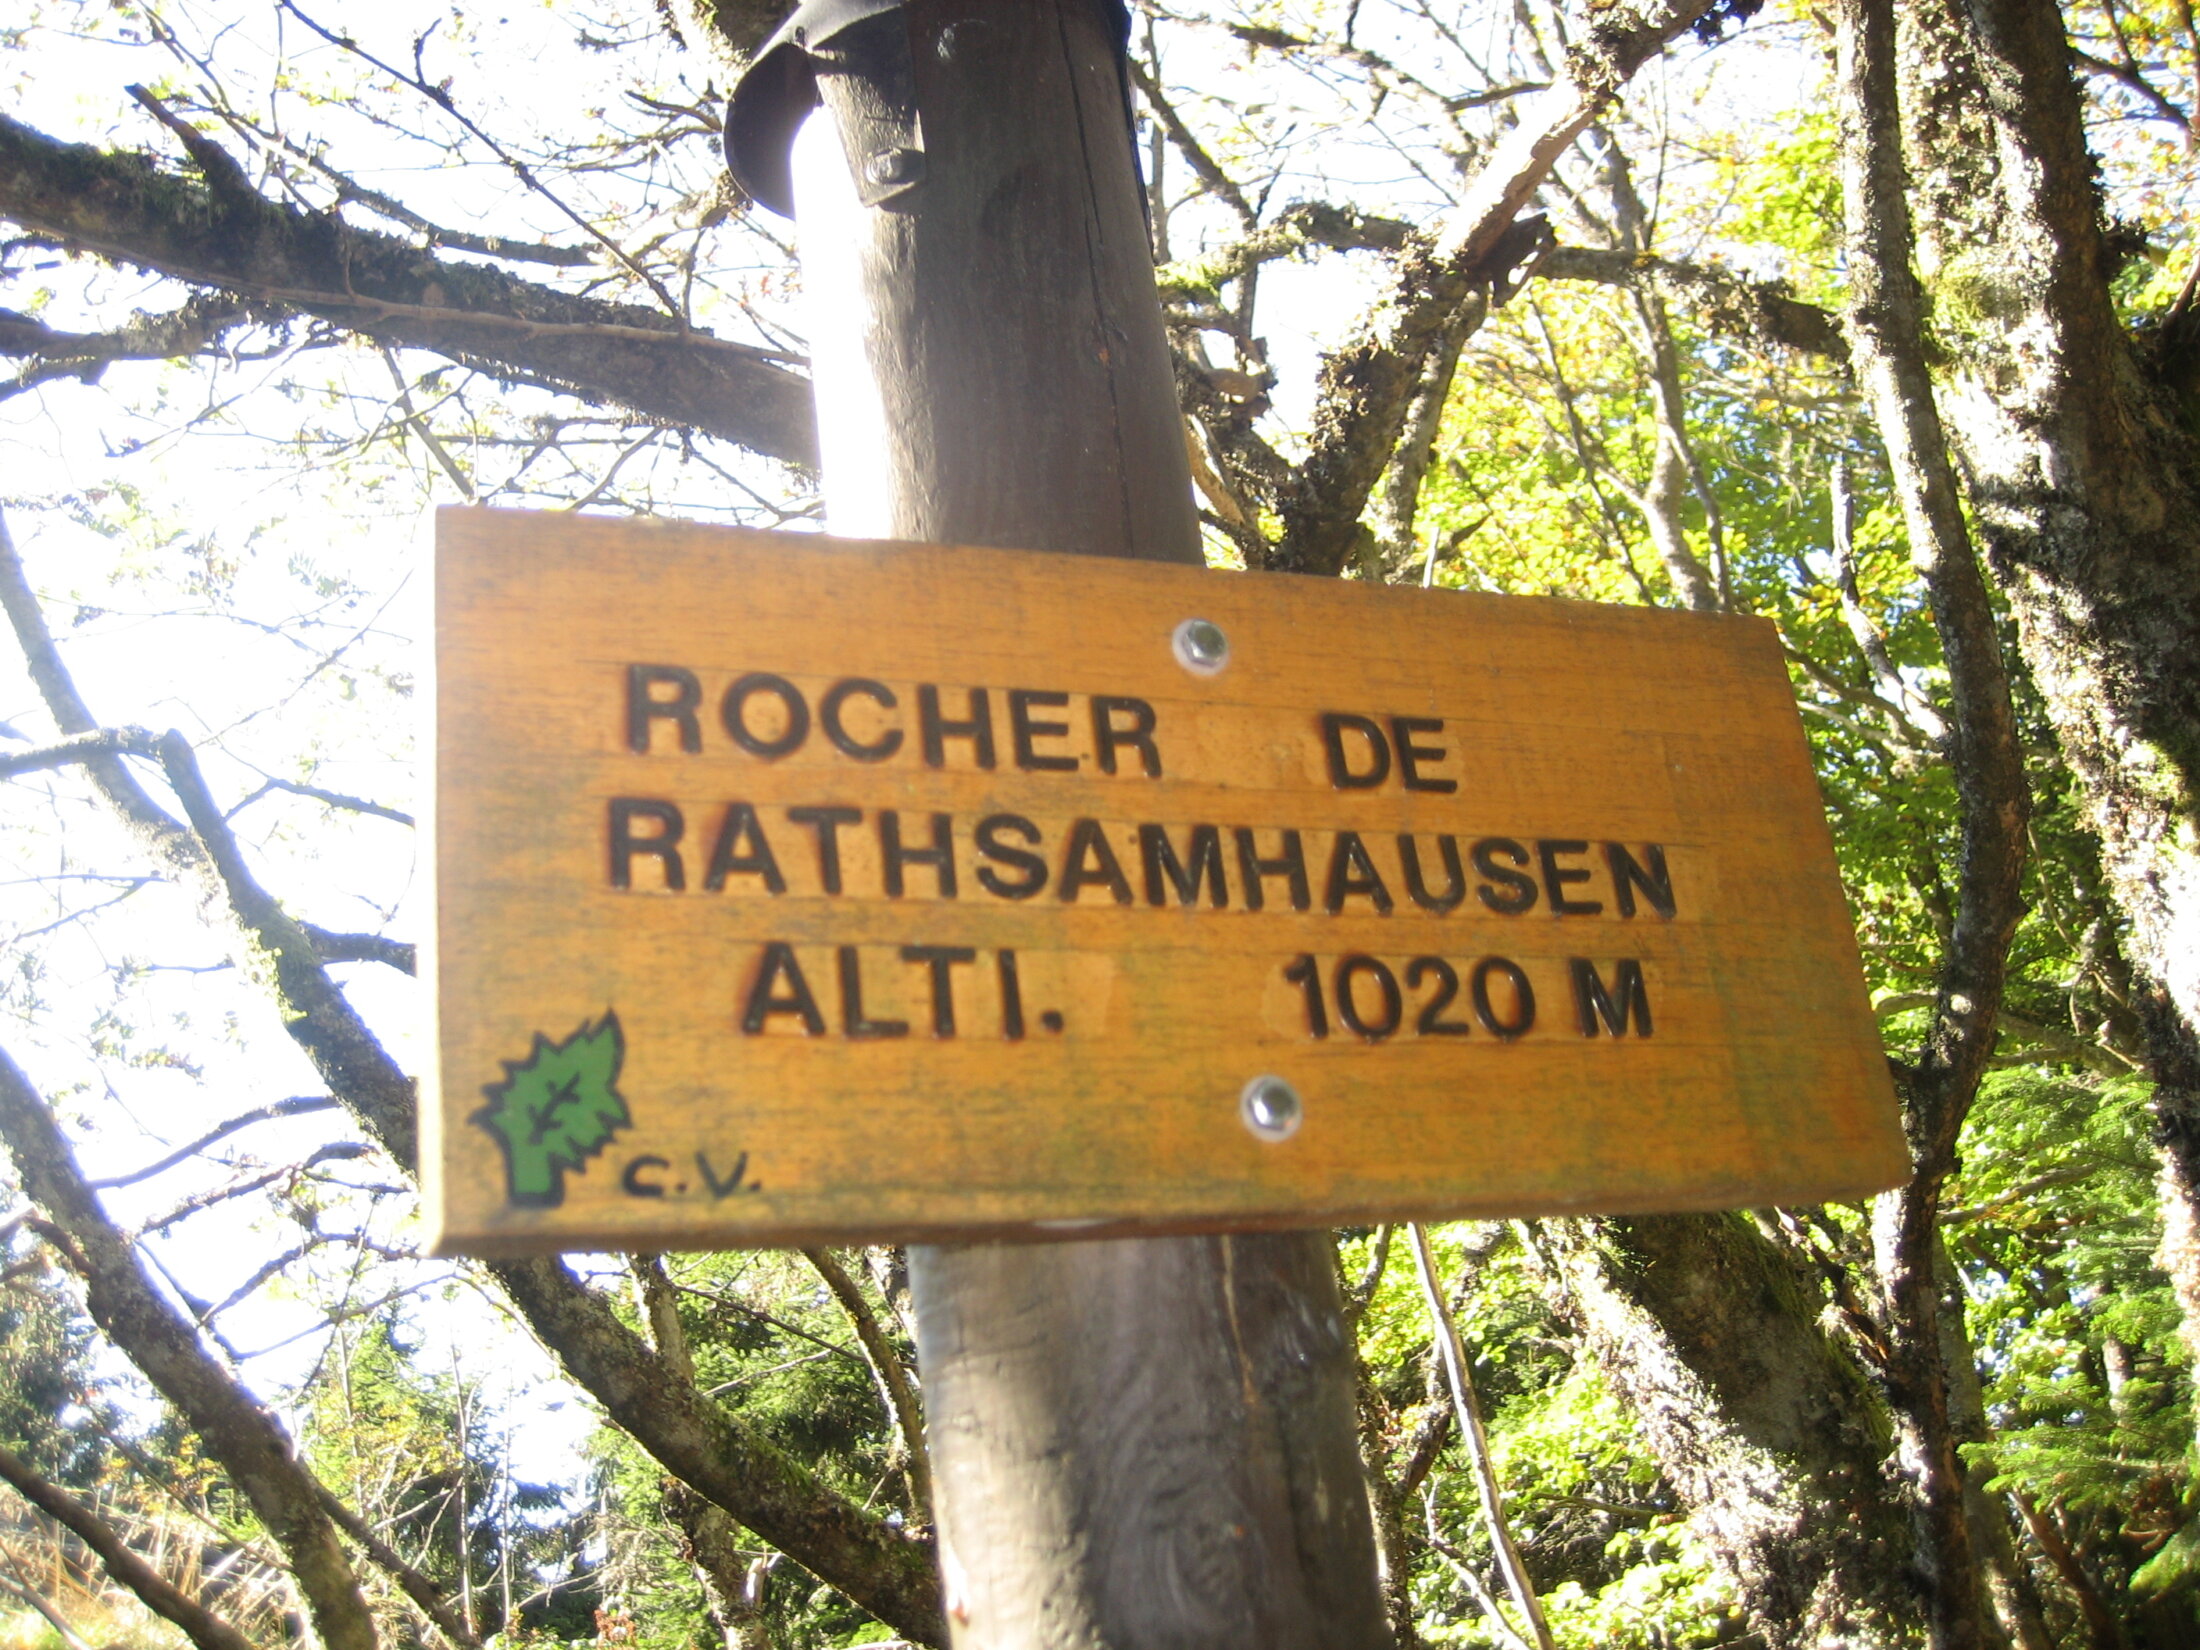 ROCHER DE
RATHSAMHAUSEN
ALTI. 1020 M
C.V.